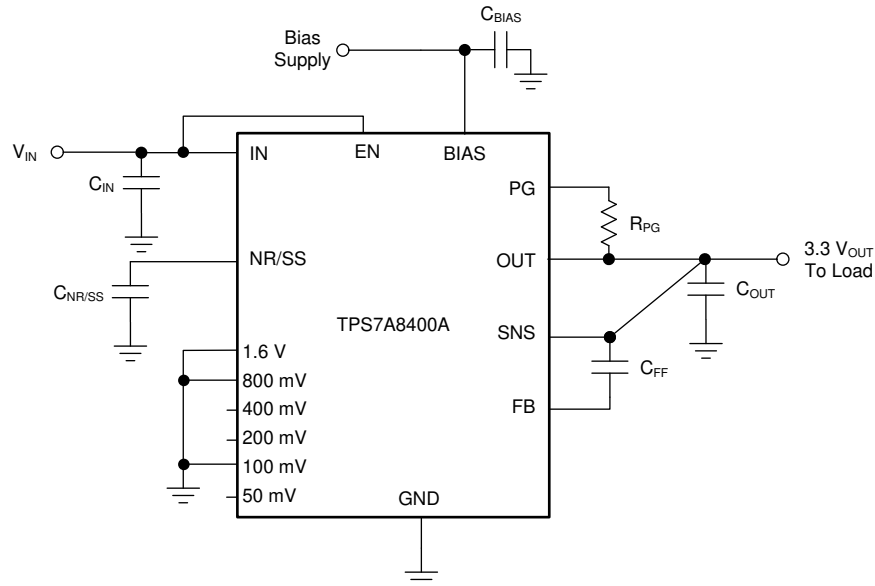 C_BIAS
Bias
Supply
V_IN
IN
EN
BIAS
C_IN
PG
R_PG
NR/SS
OUT
3.3 V_OUT
To Load
C_NR/SS
C_OUT
TPS7A8400A
SNS
1.6 V
800 mV
C_FF
400 mV
FB
200 mV
100 mV
50 mV
GND